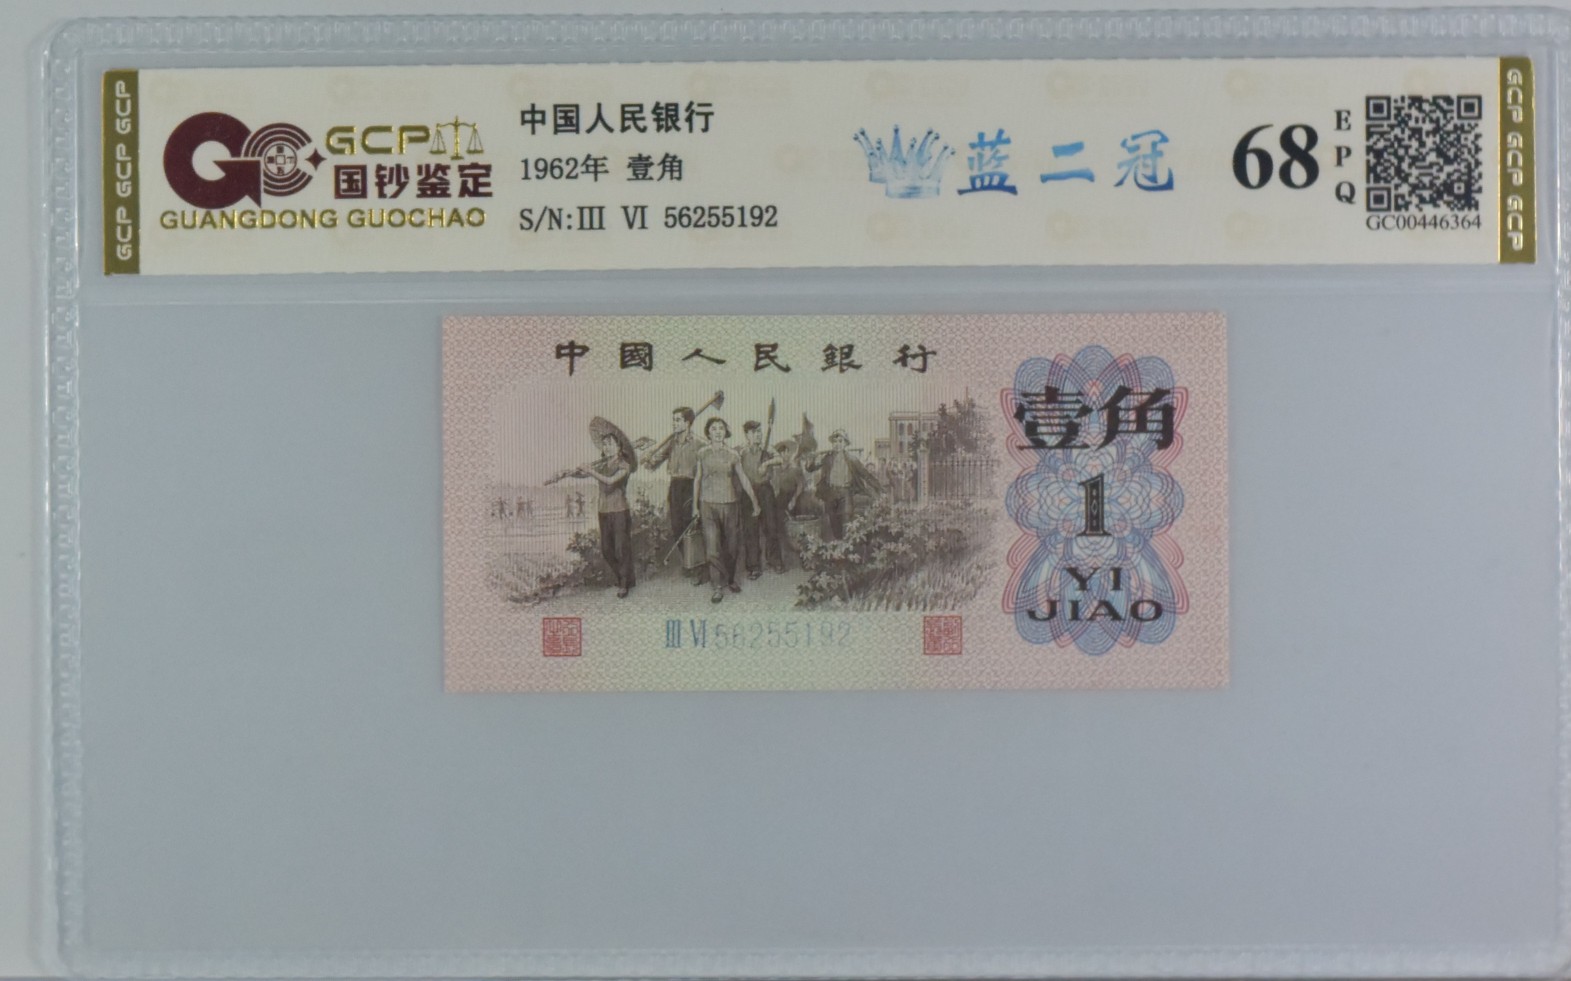 GCP GCP GCP
GCP
国钞鉴定
GUANGDONG GUOCHAO
中国人民银行
1962年 壹角
S/N:Ⅲ Ⅵ 56255192
蓝二冠
68
EPQ
GC00446364
GCP GCP GCP
中國人民銀行
壹角
1
YI
JIAO
Ⅲ Ⅵ 56255192